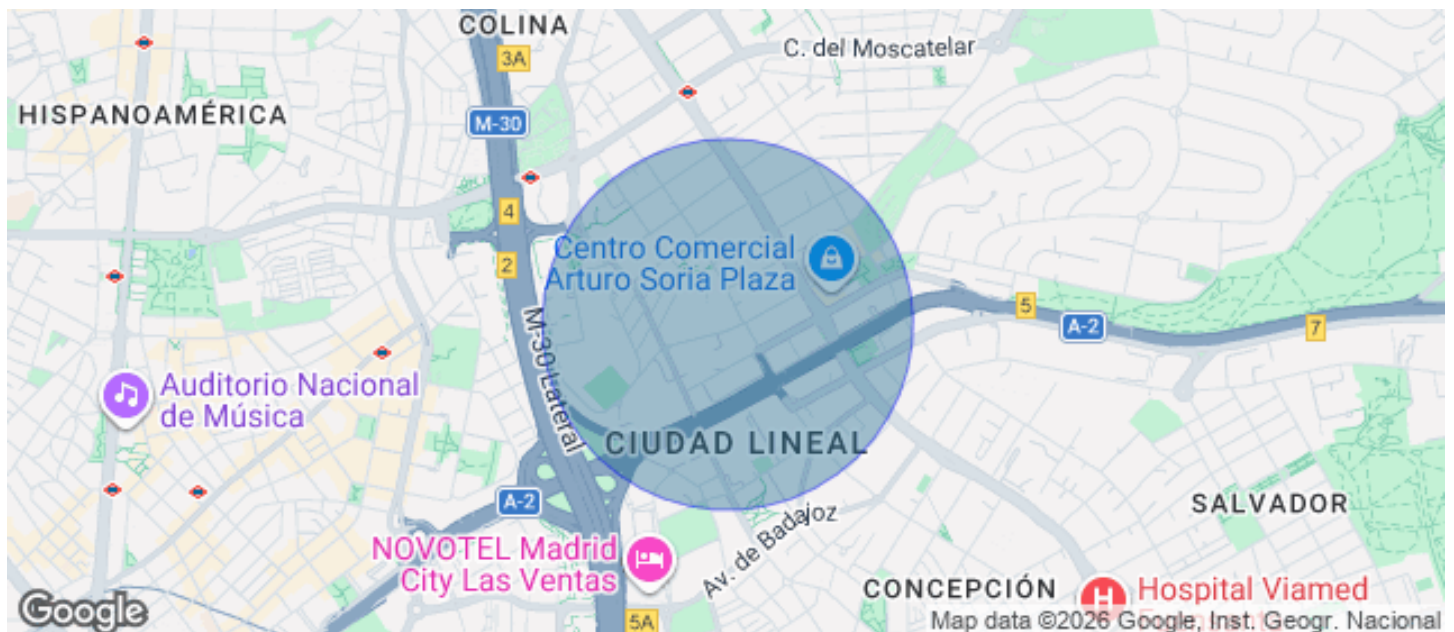 COLINA
3A
C. del Moscatelar
HISPANOAMÉRICA
M-30
4
2
Centro Comercial
Arturo Soria Plaza
M-30 Lateral
5
A-2
7
Auditorio Nacional
de Música
CIUDAD LINEAL
A-2
SALVADOR
Av. de Badajoz
NOVOTEL Madrid
City Las Ventas
CONCEPCIÓN
H
Hospital Viamed
5A
Google
Map data ©2026 Google, Inst. Geogr. Nacional